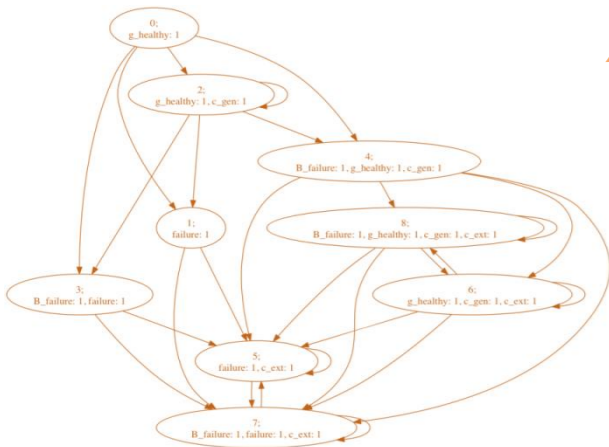 0;
g_healthy: 1
2;
g_healthy: 1, c_gen: 1
4;
B_failure: 1, g_healthy: 1, c_gen: 1
1;
failure: 1
8;
B_failure: 1, g_healthy: 1, c_gen: 1, c_ext: 1
3;
B_failure: 1, failure: 1
6;
g_healthy: 1, c_gen: 1, c_ext: 1
5;
failure: 1, c_ext: 1
7;
B_failure: 1, failure: 1, c_ext: 1